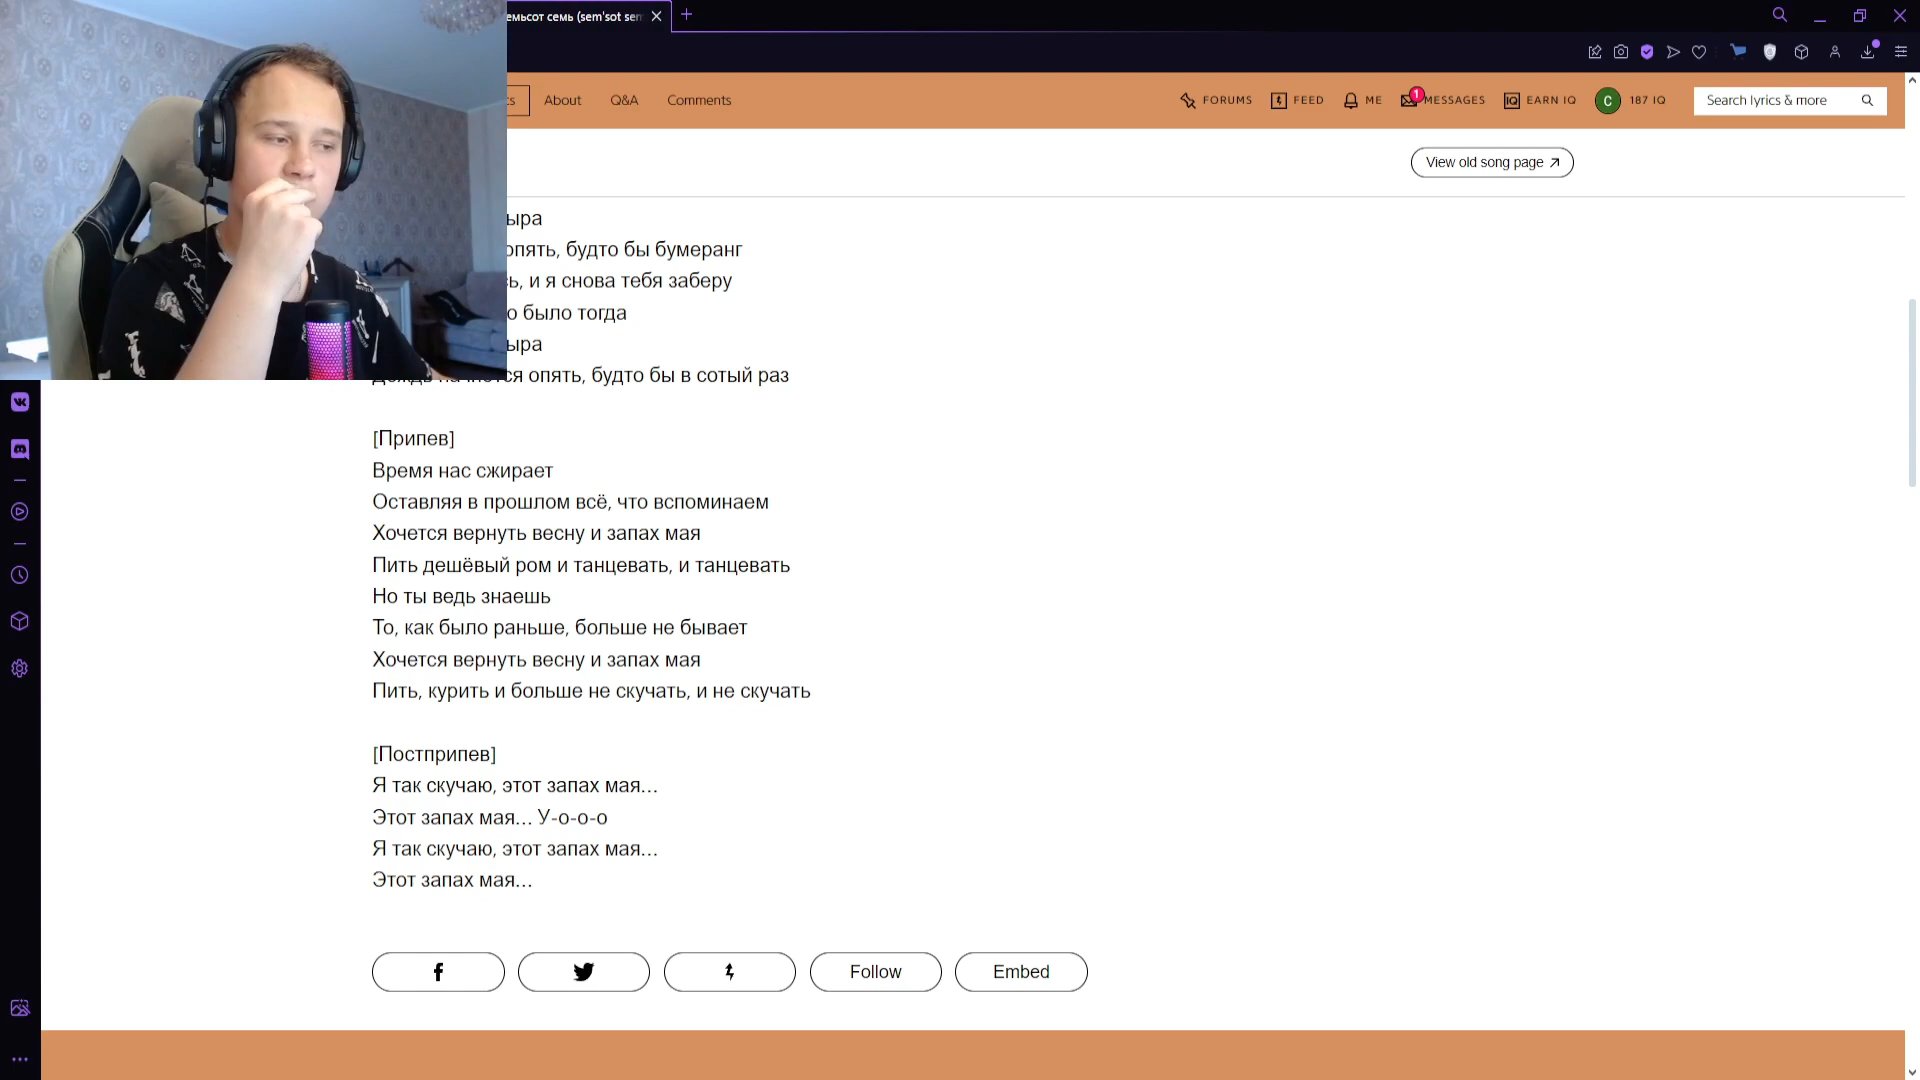 семь (sem'sot
About
Q&A
Comments
FORUMS
FEED
ME
1
MESSAGES
IQ
EARN IQ
C
187 IQ
Search lyrics & more
View old song page
опять, будто бы бумеранг
и я снова тебя заберу
было тогда
опять, будто бы в сотый раз
[Припев]
Время нас сжирает
Оставляя в прошлом всё, что вспоминаем
Хочется вернуть весну и запах мая
Пить дешёвый ром и танцевать, и танцевать
Но ты ведь знаешь
То, как было раньше, больше не бывает
Хочется вернуть весну и запах мая
Пить, курить и больше не скучать, и не скучать
[Постприпев]
Я так скучаю, этот запах мая...
Этот запах мая... У-о-о-о
Я так скучаю, этот запах мая...
Этот запах мая...
Follow
Embed